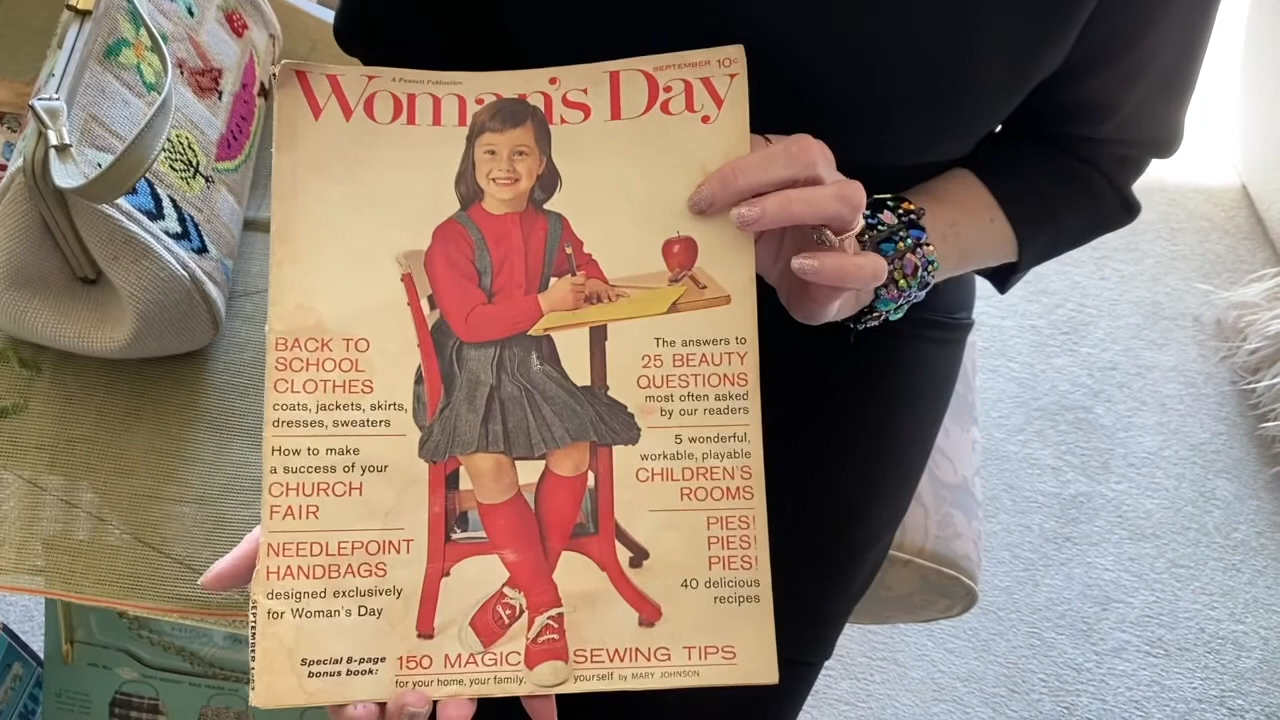 A Fawcett Publication
SEPTEMBER 10¢
Woman's Day
BACK TO
SCHOOL
CLOTHES
coats, jackets, skirts,
dresses, sweaters
How to make
a success of your
CHURCH
FAIR
NEEDLEPOINT
HANDBAGS
designed exclusively
for Woman's Day
The answers to
25 BEAUTY
QUESTIONS
most often asked
by our readers
5 wonderful,
workable, playable
CHILDREN'S
ROOMS
PIES!
PIES!
PIES!
40 delicious
recipes
Special 8-page
bonus book:
150 MAGIC SEWING TIPS
for your home, your family, yourself by MARY JOHNSON
SEPTEMBER